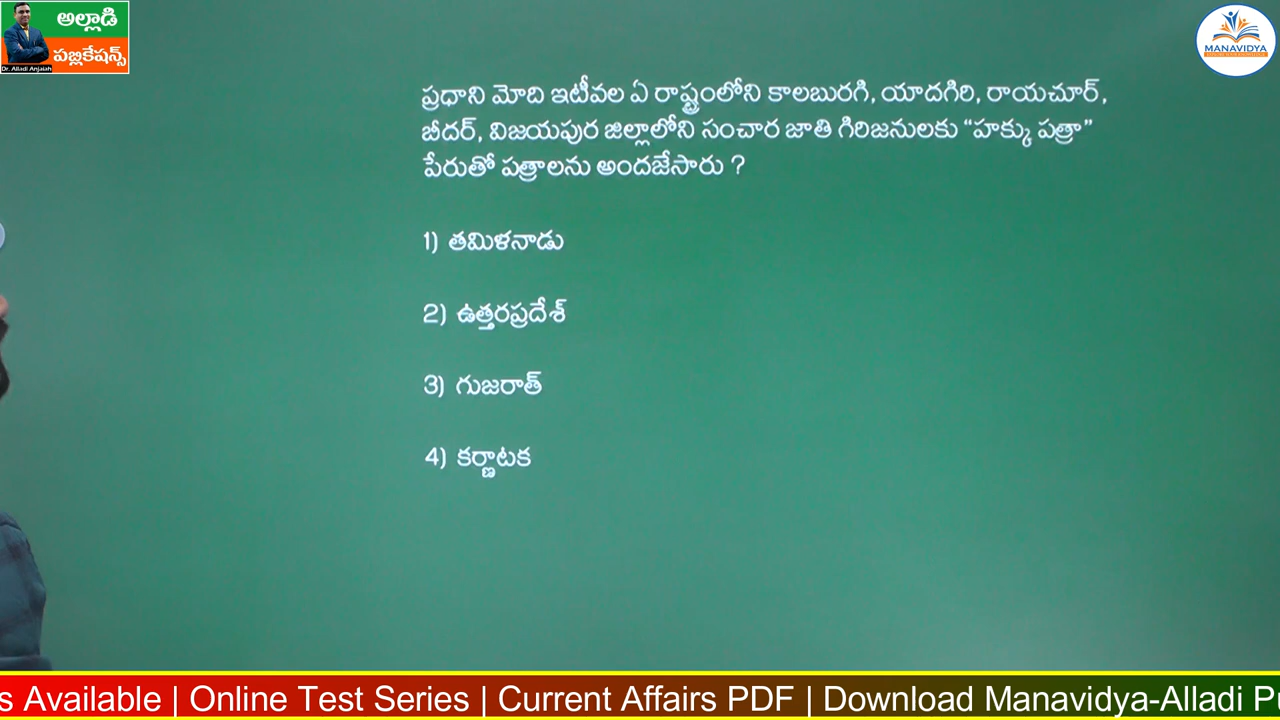 అల్లాడి
పబ్లికేషన్స్
Dr. Alladi Anjaiah
MANAVIDYA
ప్రధాని మోది ఇటీవల ఏ రాష్ట్రంలోని కాలబురగి, యాదగిరి, రాయచూర్,
బీదర్, విజయపుర జిల్లాలోని సంచార జాతి గిరిజనులకు “హక్కు పత్రా”
పేరుతో పత్రాలను అందజేసారు ?
1) తమిళనాడు
2) ఉత్తరప్రదేశ్
3) గుజరాత్
4) కర్ణాటక
s Available | Online Test Series | Current Affairs PDF | Download Manavidya-Alladi Pu